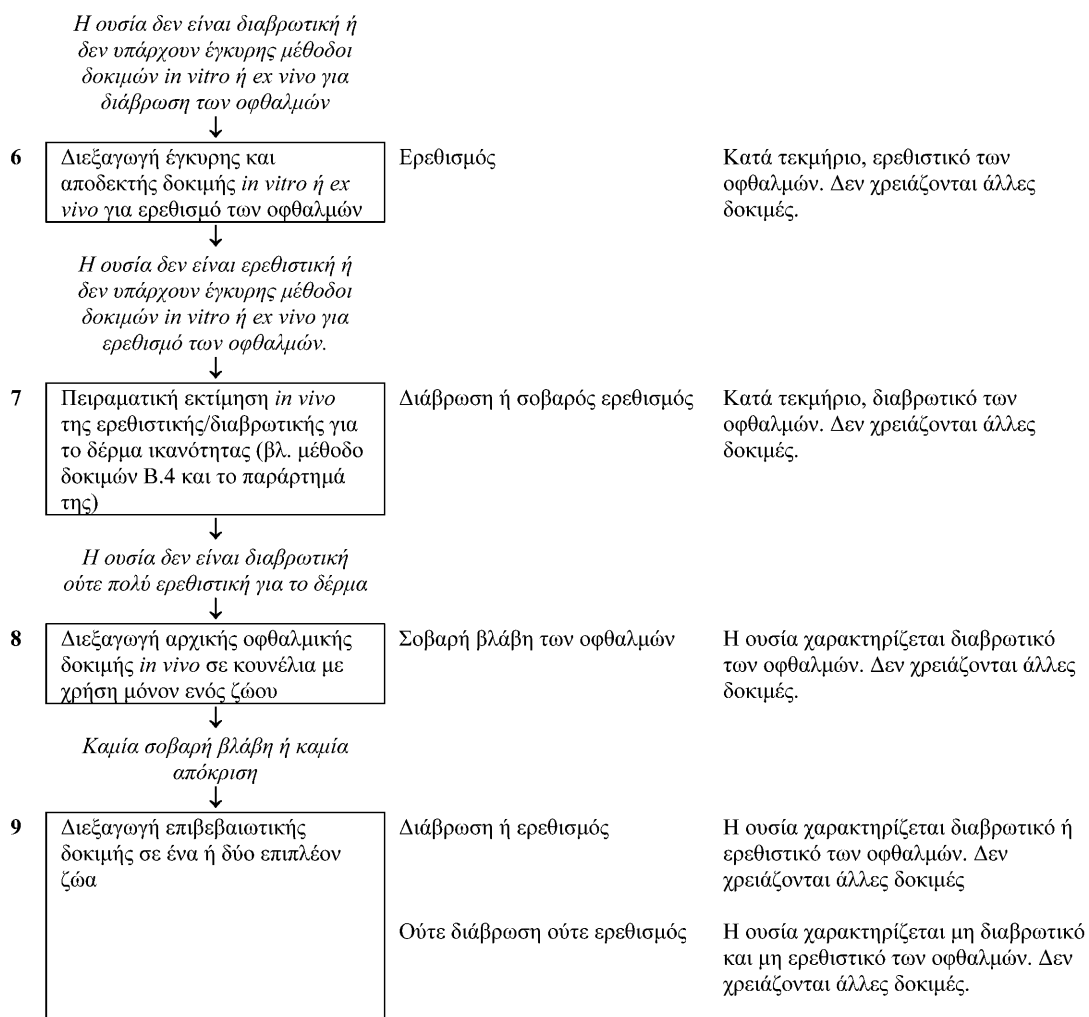 Η ουσία δεν είναι διαβρωτική ή
δεν υπάρχουν έγκυρης μέθοδοι
δοκιμών in vitro ή ex vivo για
διάβρωση των οφθαλμών
↓
6 Διεξαγωγή έγκυρης και
αποδεκτής δοκιμής in vitro ή ex
vivo για ερεθισμό των οφθαλμών
Ερεθισμός
Κατά τεκμήριο, ερεθιστικό των
οφθαλμών. Δεν χρειάζονται άλλες
δοκιμές.
↓
Η ουσία δεν είναι ερεθιστική ή
δεν υπάρχουν έγκυρης μέθοδοι
δοκιμών in vitro ή ex vivo για
ερεθισμό των οφθαλμών.
↓
7 Πειραματική εκτίμηση in vivo
της ερεθιστικής/διαβρωτικής για
το δέρμα ικανότητας (βλ. μέθοδο
δοκιμών B.4 και το παράρτημά
της)
Διάβρωση ή σοβαρός ερεθισμός
Κατά τεκμήριο, διαβρωτικό των
οφθαλμών. Δεν χρειάζονται άλλες
δοκιμές.
↓
Η ουσία δεν είναι διαβρωτική
ούτε πολύ ερεθιστική για το δέρμα
↓
8 Διεξαγωγή αρχικής οφθαλμικής
δοκιμής in vivo σε κουνέλια με
χρήση μόνον ενός ζώου
Σοβαρή βλάβη των οφθαλμών
Η ουσία χαρακτηρίζεται διαβρωτικό
των οφθαλμών. Δεν χρειάζονται άλλες
δοκιμές.
↓
Καμία σοβαρή βλάβη ή καμία
απόκριση
↓
9 Διεξαγωγή επιβεβαιωτικής
δοκιμής σε ένα ή δύο επιπλέον
ζώα
Διάβρωση ή ερεθισμός
Η ουσία χαρακτηρίζεται διαβρωτικό ή
ερεθιστικό των οφθαλμών. Δεν
χρειάζονται άλλες δοκιμές
Ούτε διάβρωση ούτε ερεθισμός
Η ουσία χαρακτηρίζεται μη διαβρωτικό
και μη ερεθιστικό των οφθαλμών. Δεν
χρειάζονται άλλες δοκιμές.